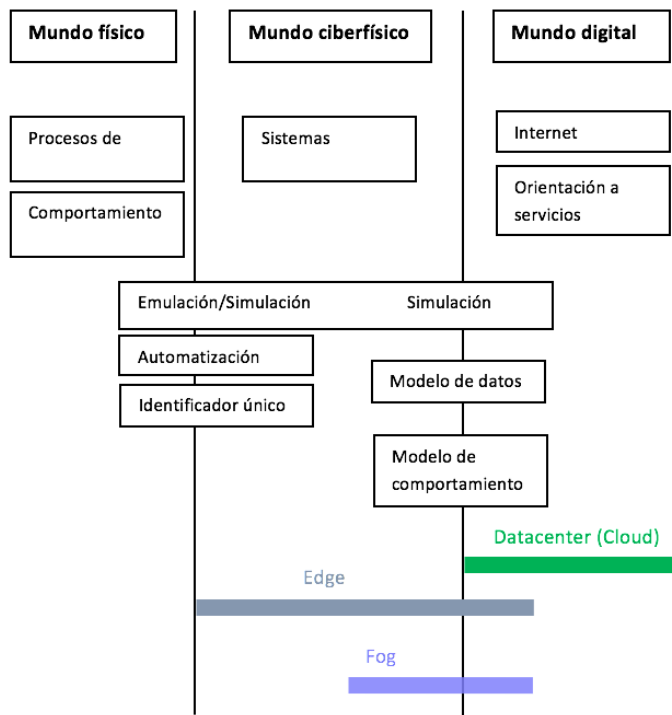 Mundo físico
Mundo ciberfísico
Mundo digital
Procesos de
Sistemas
Internet
Comportamiento
Orientación a
servicios
Emulación/Simulación
Simulación
Automatización
Modelo de datos
Identificador único
Modelo de
comportamiento
Datacenter (Cloud)
Edge
Fog